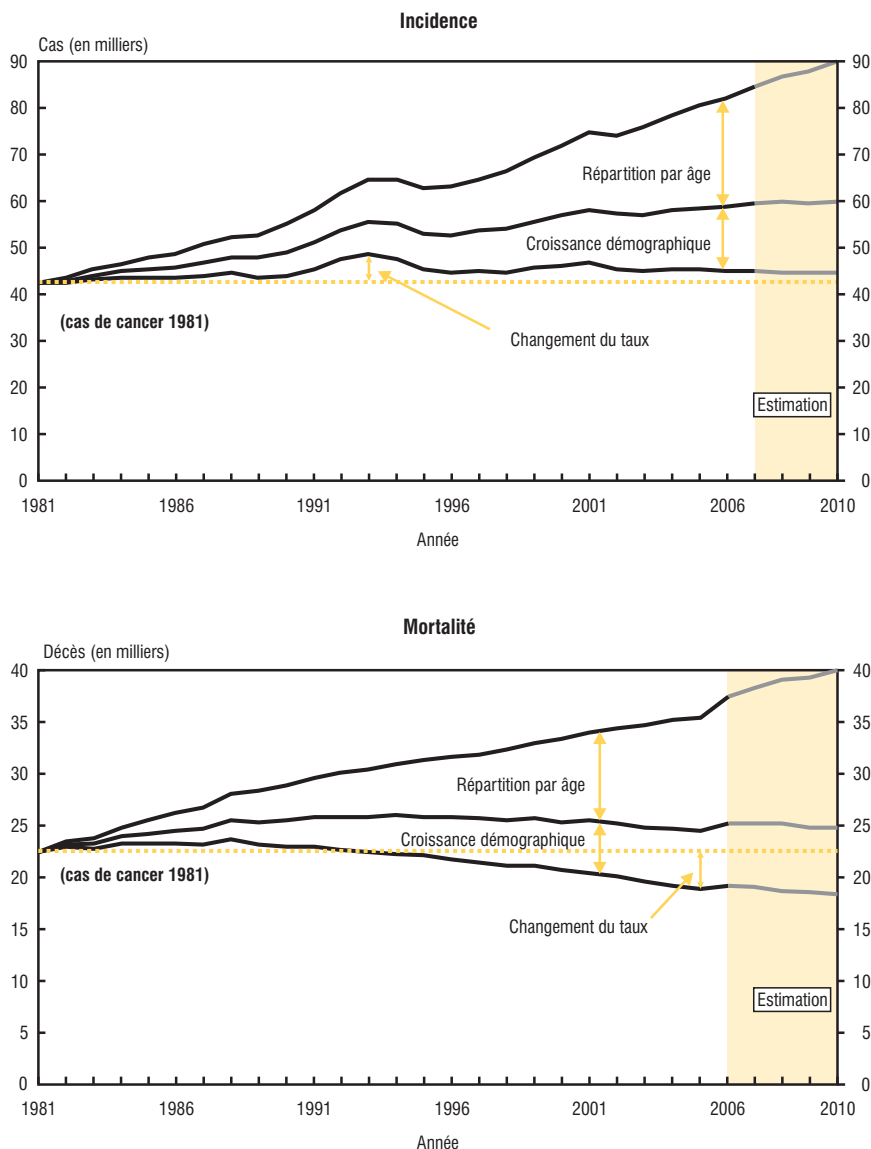 Incidence
Cas (en milliers)
90 90
80 80
70 70
Répartition par âge
60 60
Croissance démographique
50 50
40 40
(cas de cancer 1981)
Changement du taux
30 30
20 20
Estimation
10 10
0 0
1981 1986 1991 1996 2001 2006 2010
Année
Mortalité
Décès (en milliers)
40 40
35 35
30 30
Répartition par âge
25 25
Croissance démographique
20 20
(cas de cancer 1981)
Changement du taux
15 15
10 10
Estimation
5 5
0 0
1981 1986 1991 1996 2001 2006 2010
Année